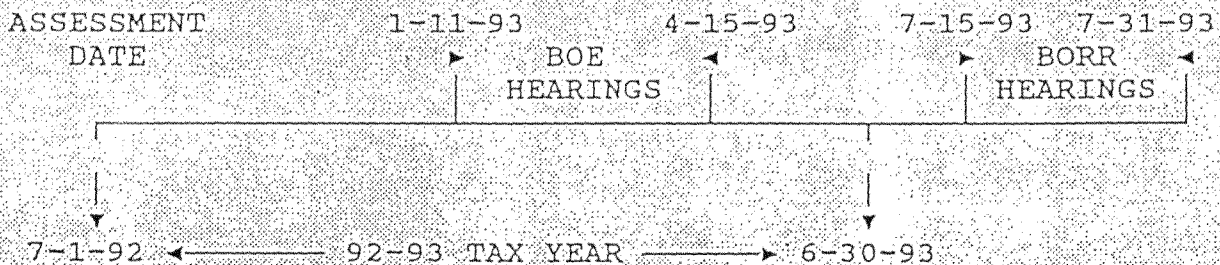 ASSESSMENT 1-11-93 4-15-93 7-15-93 7-31-93
DATE BOE BORR
HEARINGS HEARINGS
7-1-92 92-93 TAX YEAR 6-30-93